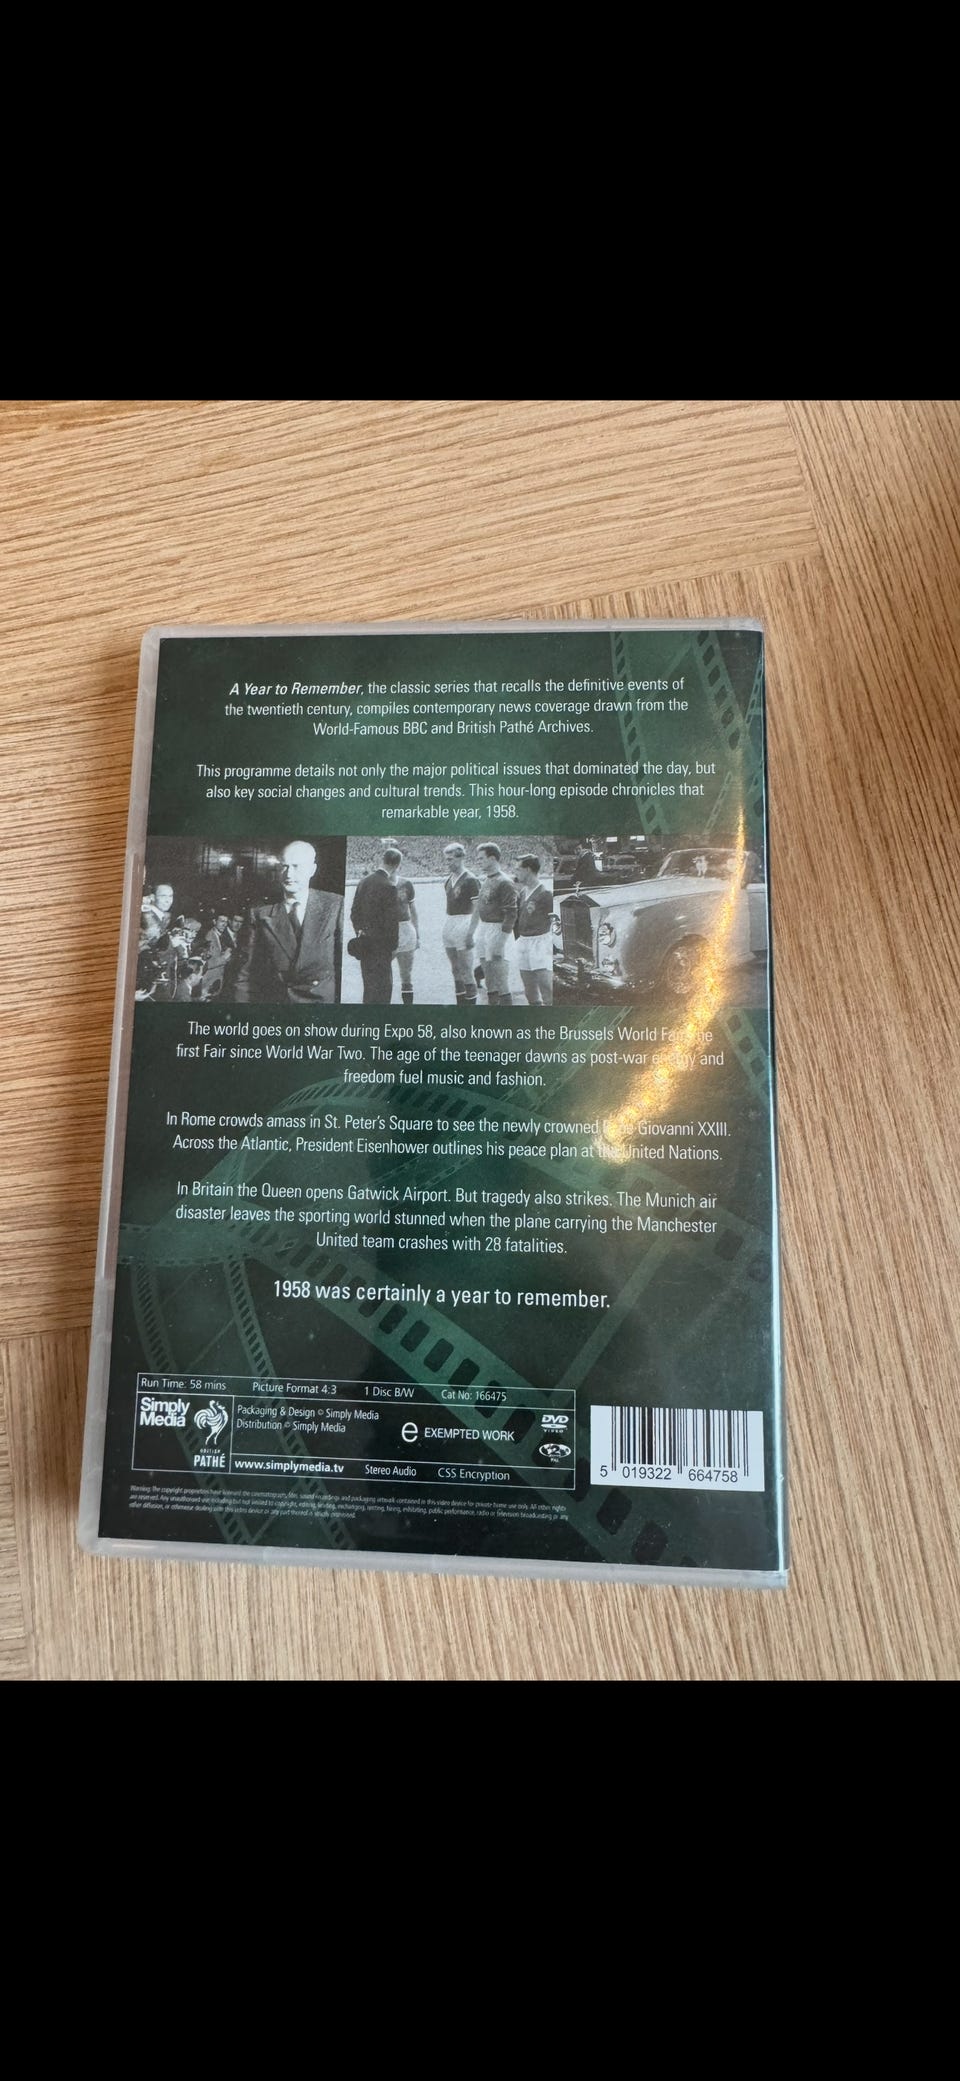 A Year to Remember, the classic series that recalls the definitive events of
the twentieth century, compiles contemporary news coverage drawn from the
World-Famous BBC and British Pathé Archives.
This programme details not only the major political issues that dominated the day, but
also key social changes and cultural trends. This hour-long episode chronicles that
remarkable year, 1958.
The world goes on show during Expo 58, also known as the Brussels World
first Fair since World War Two. The age of the teenager dawns as post-war and
freedom fuel music and fashion.
In Rome crowds amass in St. Peter's Square to see the newly crowned Giovanni XXIII.
Across the Atlantic, President Eisenhower outlines his peace plan at United Nations.
In Britain the Queen opens Gatwick Airport. But tragedy also strikes. The Munich air
disaster leaves the sporting world stunned when the plane carrying the Manchester
United team crashes with 28 fatalities.
1958 was certainly a year to remember.
Run Time: 58 mins Picture Format 4:3 1 Disc B/W Cat No: 166475
Simply
Media
BRITISH
PATHÉ
Packaging & Design © Simply Media
Distribution © Simply Media
e EXEMPTED WORK
DVD
VIDEO
2
PAL
www.simplymedia.tv Stereo Audio CSS Encryption
5 019322 664758